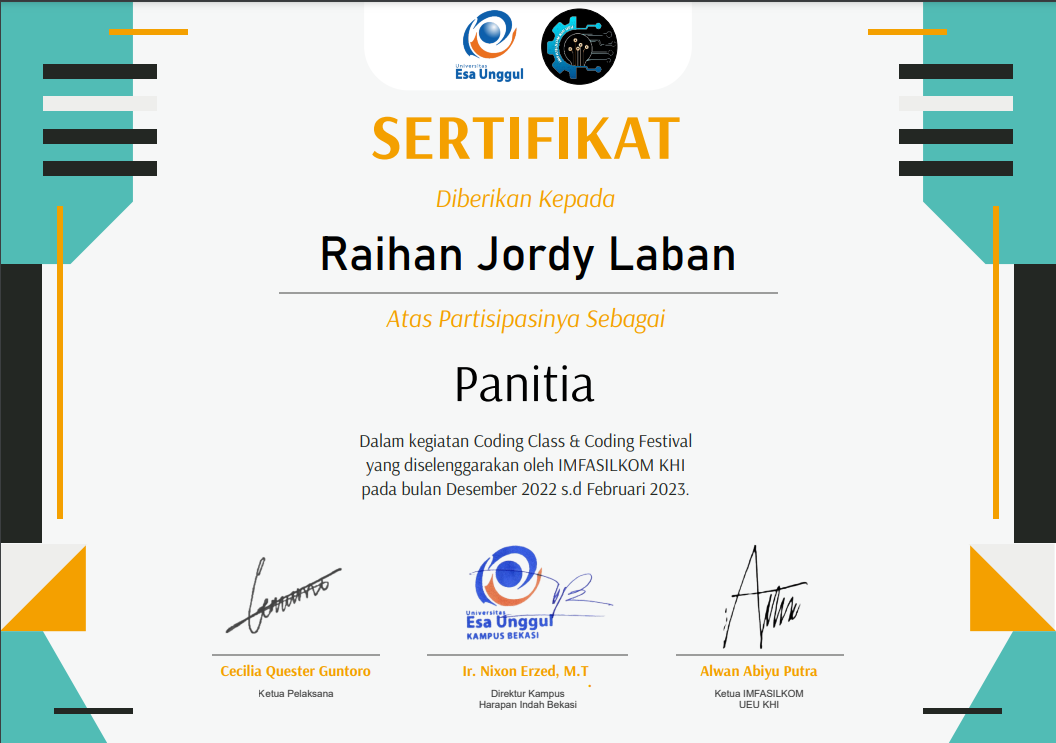 Universitas
Esa Unggul
SERTIFIKAT
Diberikan Kepada
Raihan Jordy Laban
Atas Partisipasinya Sebagai
Panitia
Dalam kegiatan Coding Class & Coding Festival
yang diselenggarakan oleh IMFASILKOM KHI
pada bulan Desember 2022 s.d Februari 2023.
Universitas
Esa Unggul
KAMPUS BEKASI
Cecilia Quester Guntoro
Ketua Pelaksana
Ir. Nixon Erzed, M.T
.
Direktur Kampus
Harapan Indah Bekasi
Alwan Abiyu Putra
Ketua IMFASILKOM
UEU KHI